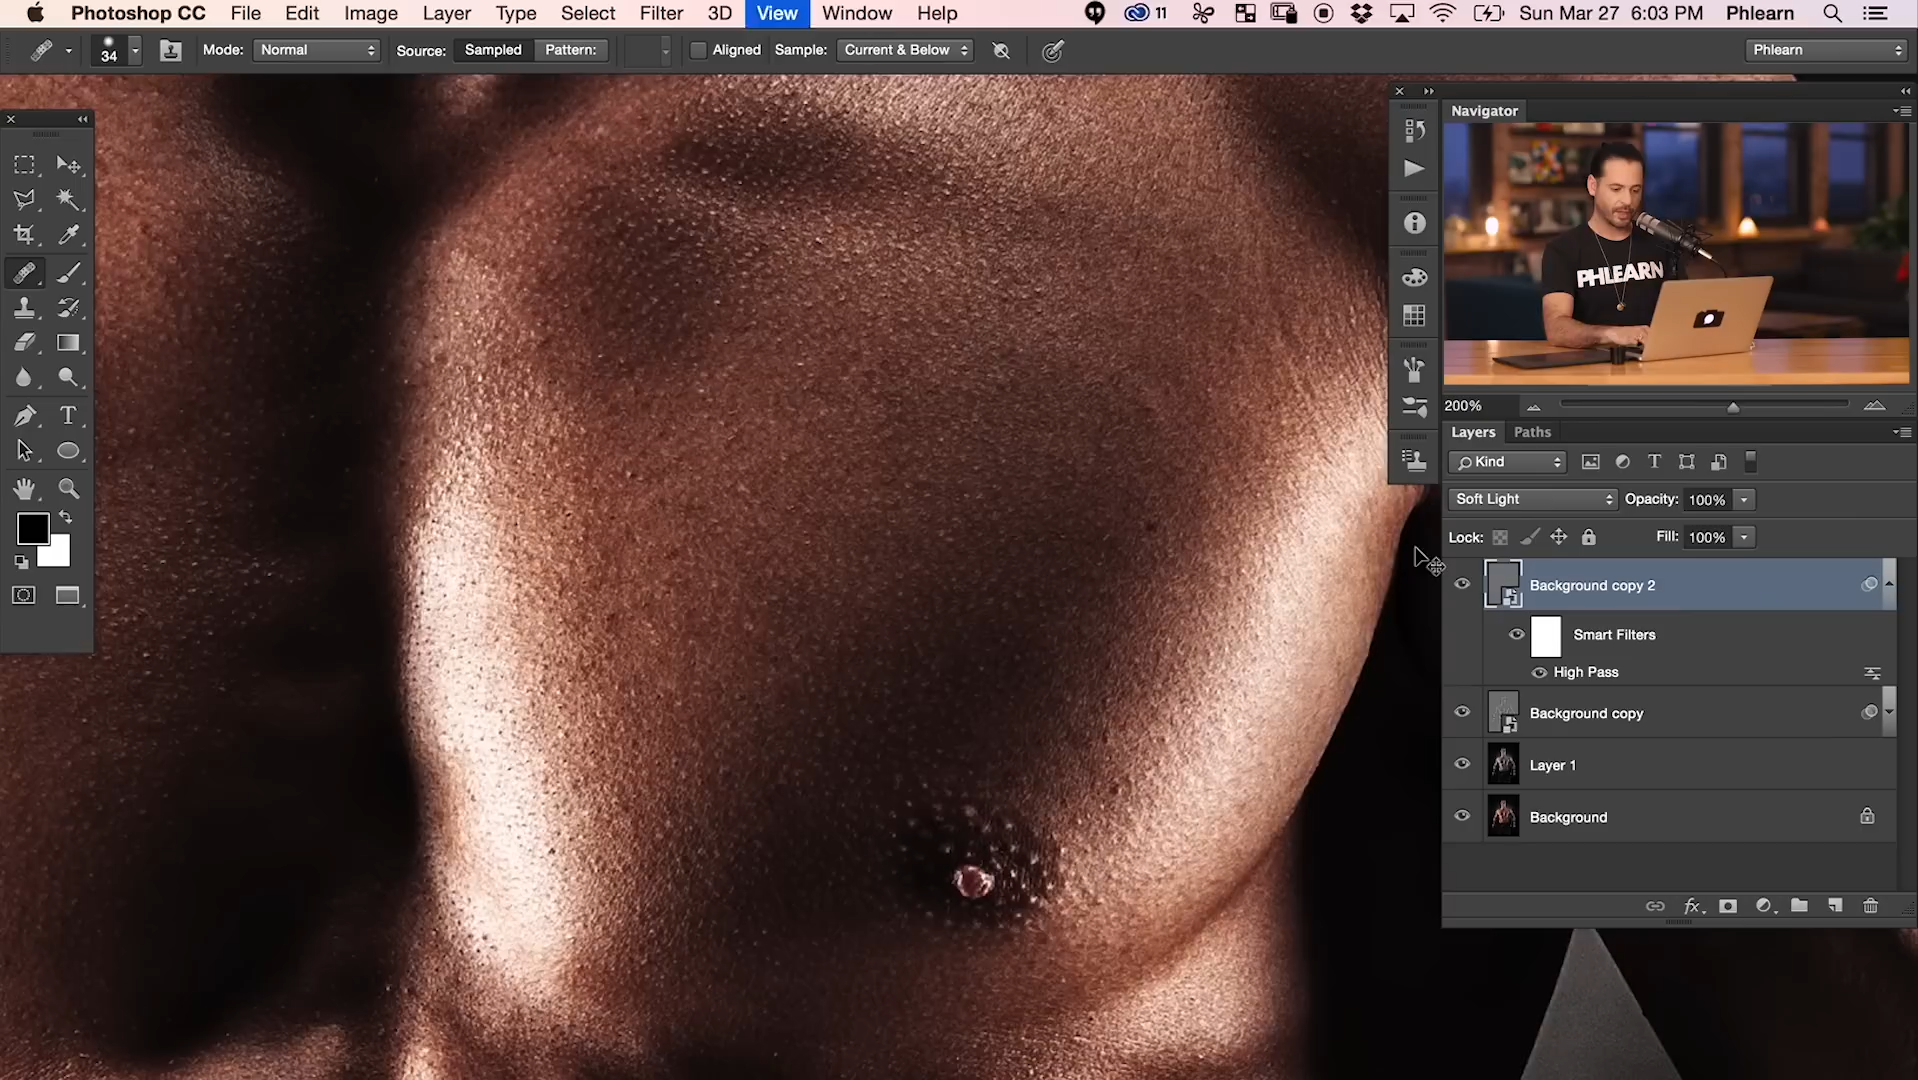 Photoshop CC File Edit Image Layer Type Select Filter 3D View Window Help 11 Sun Mar 27 6:03 PM Phlearn
34 Mode: Normal Source: Sampled Pattern: Aligned Sample: Current & Below Phlearn
Navigator
PHLEARN
200%
Layers Paths
Kind
Soft Light Opacity: 100%
Lock: Fill: 100%
Background copy 2
Smart Filters
High Pass
Background copy
Layer 1
Background